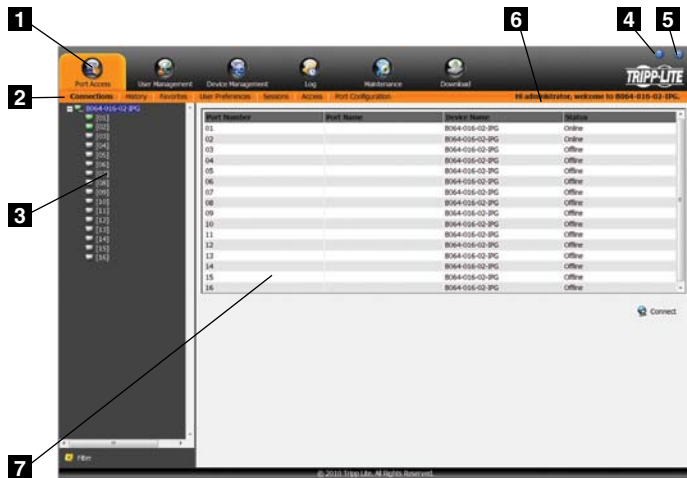 1
6
4
5
TRIPP·LITE
Port Access
User Management
Device Management
Log
Maintenance
Download
2
Connections
History
Favorites
User Preferences
Sessions
Access
Port Configuration
Hi administrator, welcome to B064-016-02-IPG.
B064-016-02-IPG
[01]
[02]
[03]
[04]
[05]
[06]
[08]
[09]
[10]
[11]
[12]
[13]
[14]
[15]
[16]
3
Port Number Port Name Device Name Status
01 B064-016-02-IPG Online
02 B064-016-02-IPG Online
03 B064-016-02-IPG Offline
04 B064-016-02-IPG Offline
05 B064-016-02-IPG Offline
06 B064-016-02-IPG Offline
07 B064-016-02-IPG Offline
08 B064-016-02-IPG Offline
09 B064-016-02-IPG Offline
10 B064-016-02-IPG Offline
11 B064-016-02-IPG Offline
12 B064-016-02-IPG Offline
13 B064-016-02-IPG Offline
14 B064-016-02-IPG Offline
15 B064-016-02-IPG Offline
16 B064-016-02-IPG Offline
Connect
7
Filter
© 2010 Tripp Lite. All Rights Reserved.